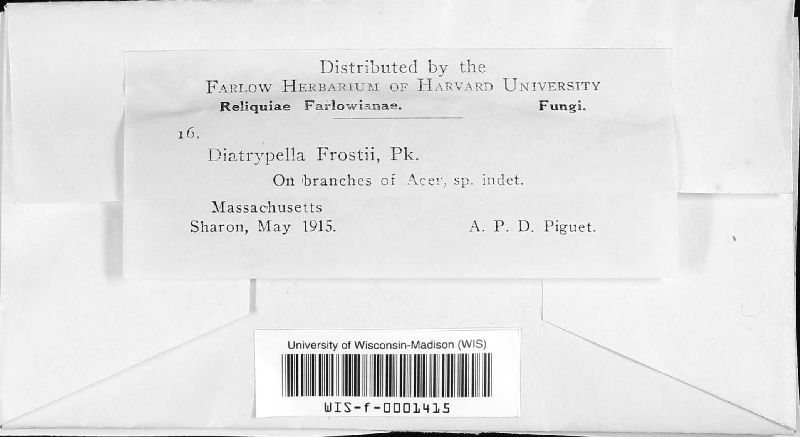 Distributed by the
Farlow Herbarium of Harvard University
Reliquiae Farlowianae. Fungi.
16.
Diatrypella Frostii, Pk.
On branches of Acer, sp. indet.
Massachusetts
Sharon, May 1915. A. P. D. Piguet.
University of Wisconsin-Madison (WIS)
WIS-f-0001415